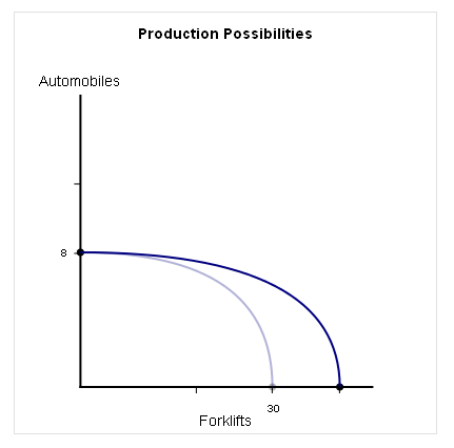 Production Possibilities
Automobiles
8
30
Forklifts